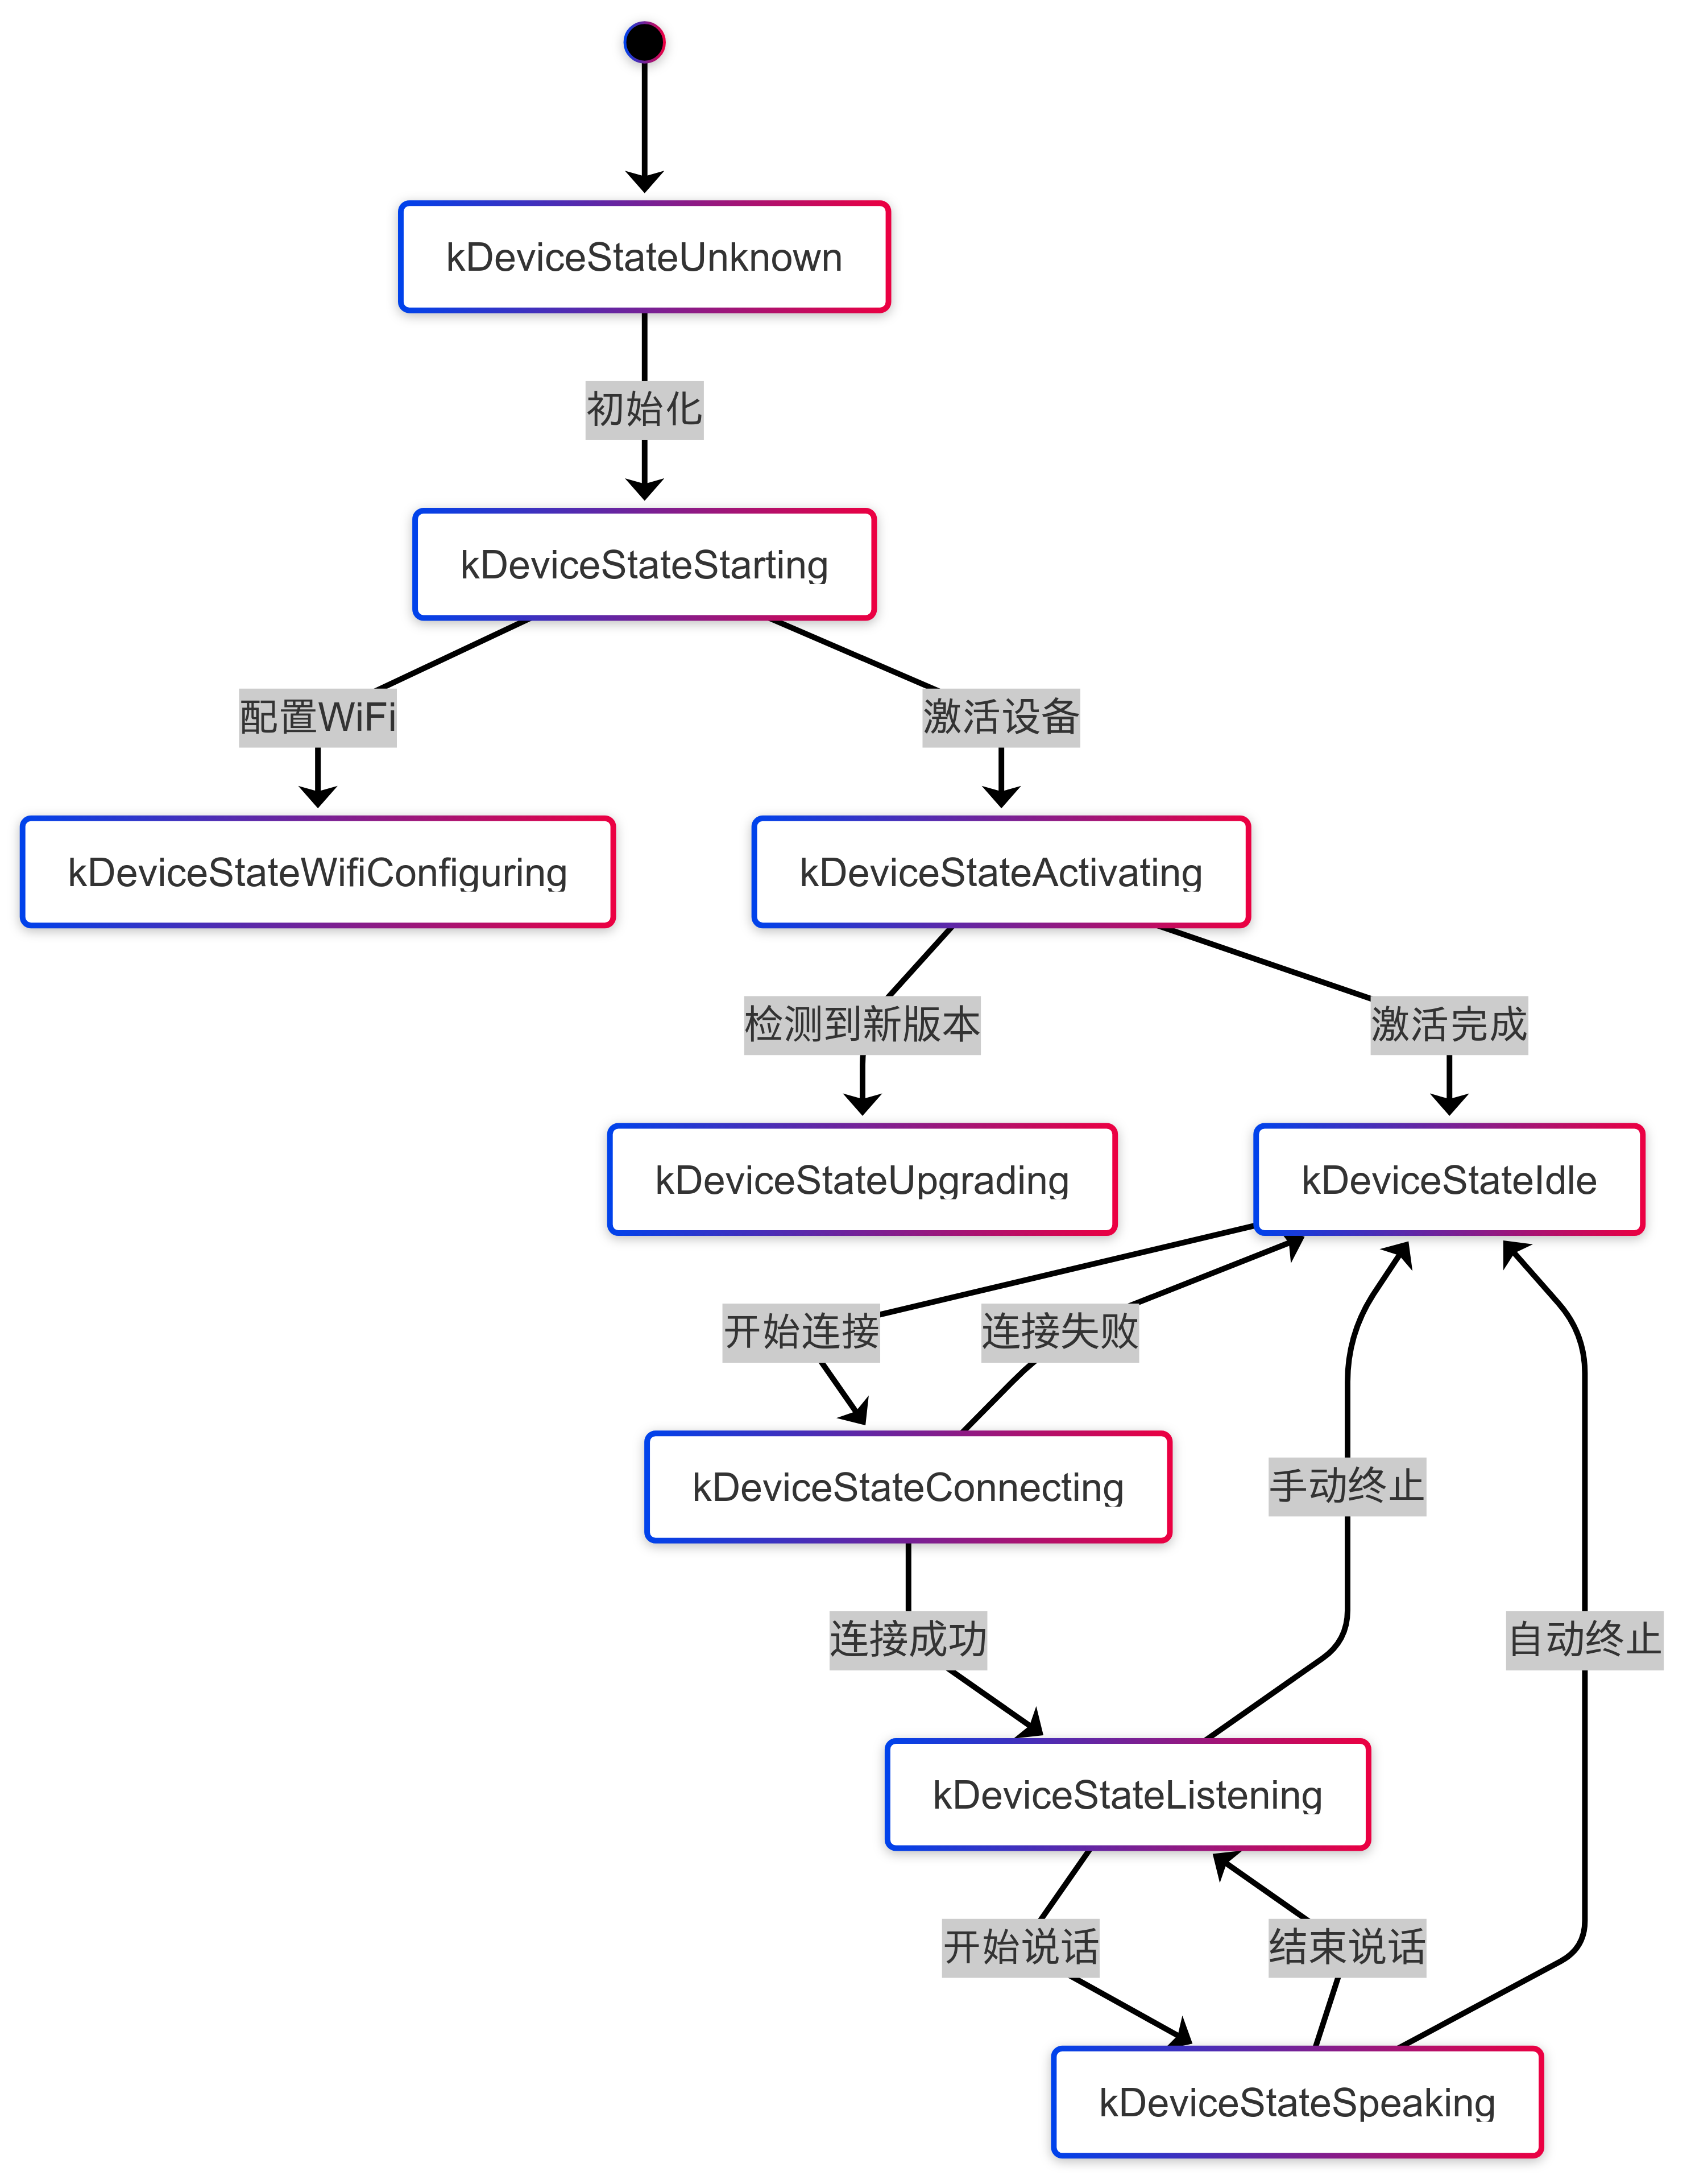 kDeviceStateUnknown
初始化
kDeviceStateStarting
配置WiFi
激活设备
kDeviceStateWifiConfiguring
kDeviceStateActivating
检测到新版本
激活完成
kDeviceStateUpgrading
kDeviceStateIdle
开始连接
连接失败
kDeviceStateConnecting
手动终止
连接成功
自动终止
kDeviceStateListening
开始说话
结束说话
kDeviceStateSpeaking